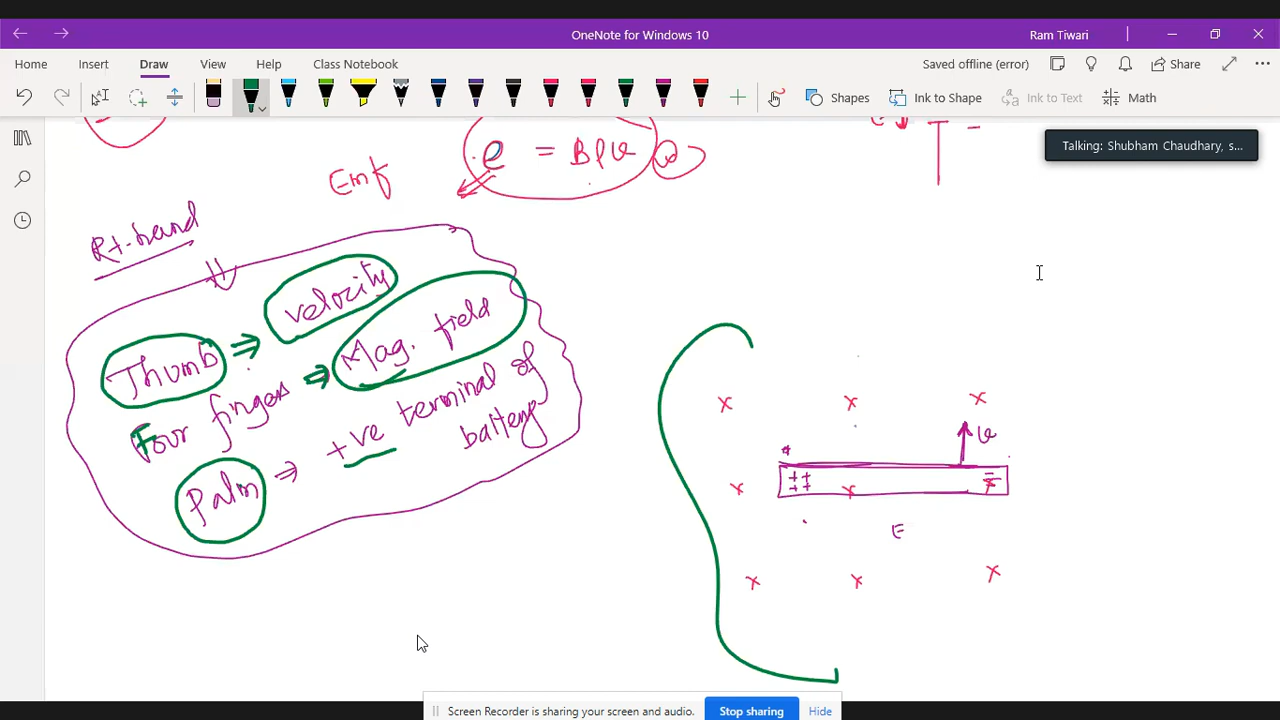 OneNote for Windows 10
Ram Tiwari
Home Insert Draw View Help Class Notebook
Saved offline (error)
Share
Shapes
Ink to Shape
Ink to Text
Math
Talking: Shubham Chaudhary, s...
Emf e = Blv
Rt-hand
Thumb ⇒ velocity
Four fingers ⇒ Mag. field
Palm ⇒ +ve terminal of
battery
x x x
v
++ -
++ -
x x x
E
x x x
Screen Recorder is sharing your screen and audio.
Stop sharing
Hide